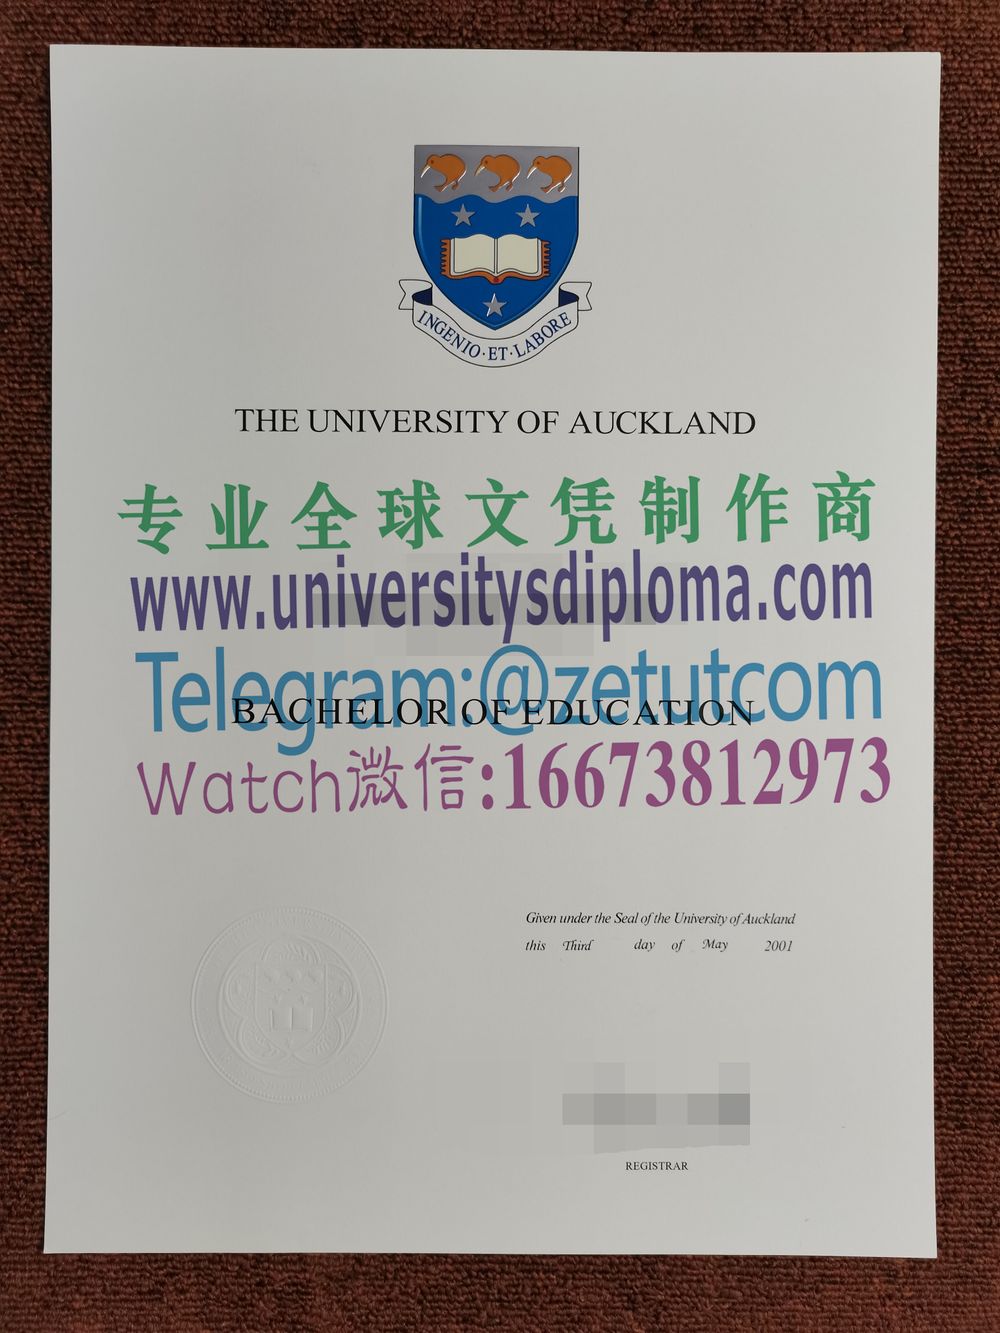 INGENIO·ET·LABORE
THE UNIVERSITY OF AUCKLAND
专业全球文凭制作商
www.universitysdiploma.com
Telegram:@zetutcom
BACHELOR OF EDUCATION
Watch微信:16673812973
Given under the Seal of the University of Auckland
this Third day of May 2001
REGISTRAR